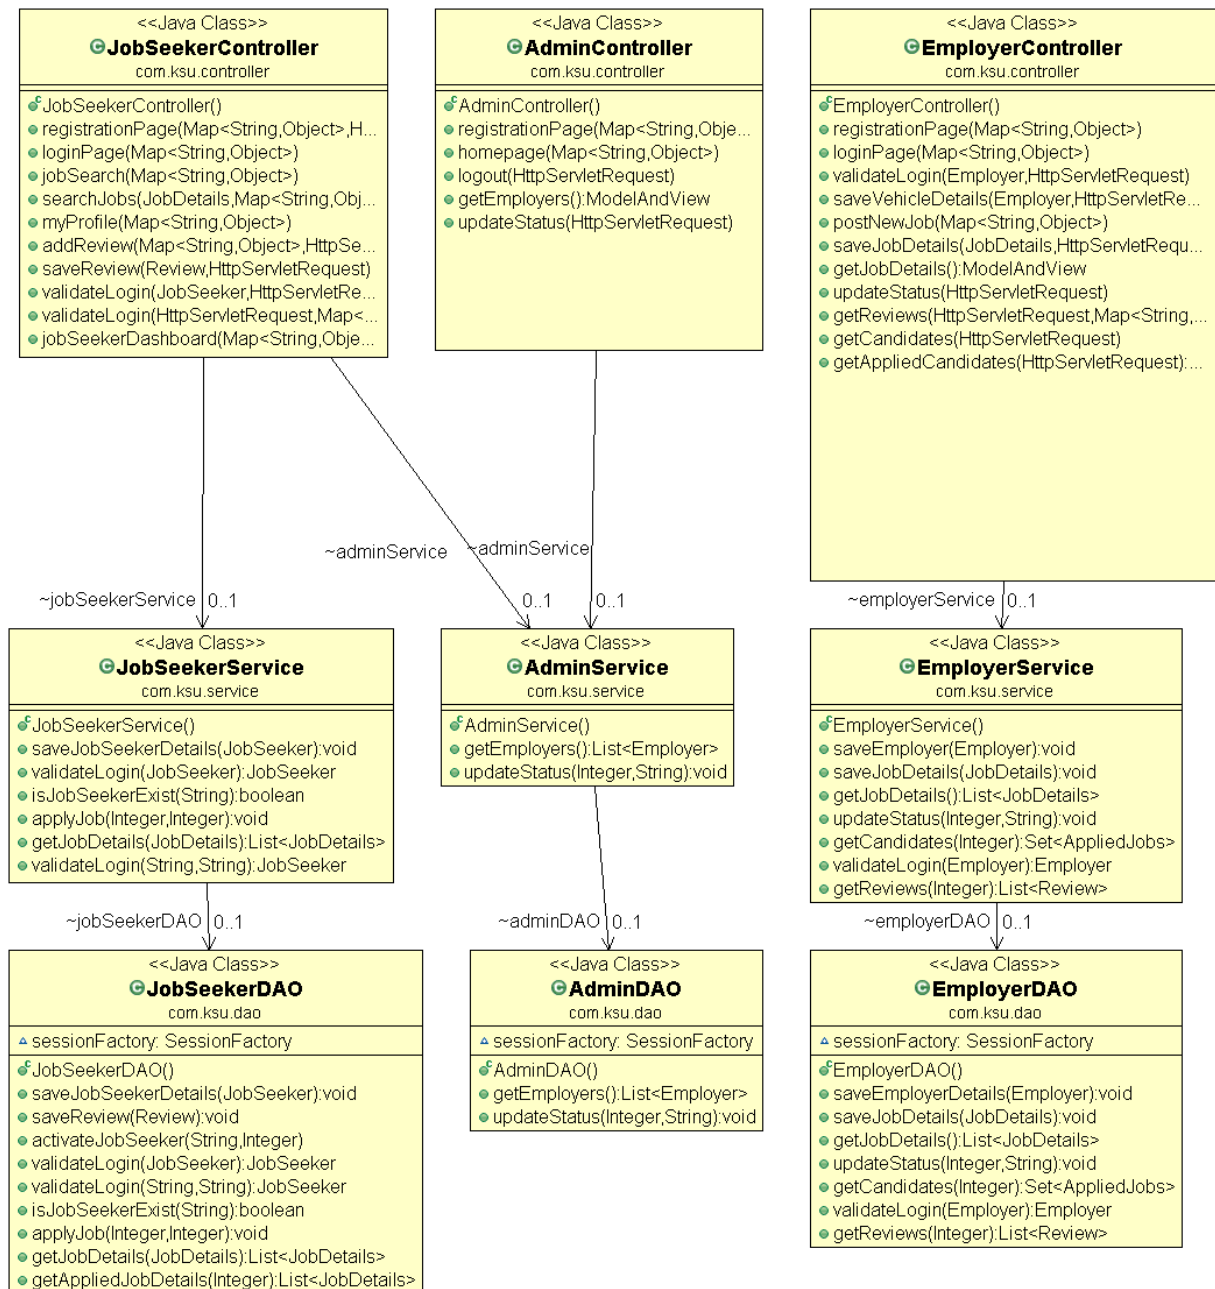 <<Java Class>>
JobSeekerController
com.ksu.controller
JobSeekerController()
registrationPage(Map<String,Object>,H...
loginPage(Map<String,Object>)
jobSearch(Map<String,Object>)
searchJobs(JobDetails,Map<String,Obj...
myProfile(Map<String,Object>)
addReview(Map<String,Object>,HttpSe...
saveReview(Review,HttpServletRequest)
validateLogin(JobSeeker,HttpServletRe...
validateLogin(HttpServletRequest,Map<...
jobSeekerDashboard(Map<String,Obje...
<<Java Class>>
AdminController
com.ksu.controller
AdminController()
registrationPage(Map<String,Obje...
homepage(Map<String,Object>)
logout(HttpServletRequest)
getEmployers():ModelAndView
updateStatus(HttpServletRequest)
<<Java Class>>
EmployerController
com.ksu.controller
EmployerController()
registrationPage(Map<String,Object>)
loginPage(Map<String,Object>)
validateLogin(Employer,HttpServletRequest)
saveVehicleDetails(Employer,HttpServletRe...
postNewJob(Map<String,Object>)
saveJobDetails(JobDetails,HttpServletRequ...
getJobDetails():ModelAndView
updateStatus(HttpServletRequest)
getReviews(HttpServletRequest,Map<String,...
getCandidates(HttpServletRequest)
getAppliedCandidates(HttpServletRequest):...
~adminService
~adminService
~jobSeekerService 0..1
0..1
0..1
~employerService 0..1
<<Java Class>>
JobSeekerService
com.ksu.service
JobSeekerService()
saveJobSeekerDetails(JobSeeker):void
validateLogin(JobSeeker):JobSeeker
isJobSeekerExist(String):boolean
applyJob(Integer,Integer):void
getJobDetails(JobDetails):List<JobDetails>
validateLogin(String,String):JobSeeker
<<Java Class>>
AdminService
com.ksu.service
AdminService()
getEmployers():List<Employer>
updateStatus(Integer,String):void
<<Java Class>>
EmployerService
com.ksu.service
EmployerService()
saveEmployer(Employer):void
saveJobDetails(JobDetails):void
getJobDetails():List<JobDetails>
updateStatus(Integer,String):void
getCandidates(Integer):Set<AppliedJobs>
validateLogin(Employer):Employer
getReviews(Integer):List<Review>
~jobSeekerDAO 0..1
~adminDAO 0..1
~employerDAO 0..1
<<Java Class>>
JobSeekerDAO
com.ksu.dao
sessionFactory: SessionFactory
JobSeekerDAO()
saveJobSeekerDetails(JobSeeker):void
saveReview(Review):void
activateJobSeeker(String,Integer)
validateLogin(JobSeeker):JobSeeker
validateLogin(String,String):JobSeeker
isJobSeekerExist(String):boolean
applyJob(Integer,Integer):void
getJobDetails(JobDetails):List<JobDetails>
getAppliedJobDetails(Integer):List<JobDetails>
<<Java Class>>
AdminDAO
com.ksu.dao
sessionFactory: SessionFactory
AdminDAO()
getEmployers():List<Employer>
updateStatus(Integer,String):void
<<Java Class>>
EmployerDAO
com.ksu.dao
sessionFactory: SessionFactory
EmployerDAO()
saveEmployerDetails(Employer):void
saveJobDetails(JobDetails):void
getJobDetails():List<JobDetails>
updateStatus(Integer,String):void
getCandidates(Integer):Set<AppliedJobs>
validateLogin(Employer):Employer
getReviews(Integer):List<Review>